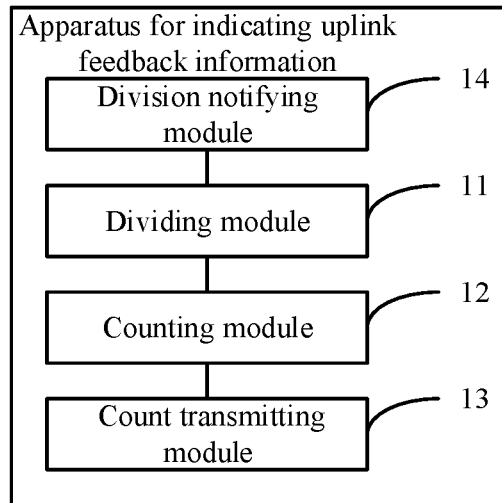 Apparatus for indicating uplink
feedback information
Division notifying
module
14
Dividing module
11
Counting module
12
Count transmitting
module
13